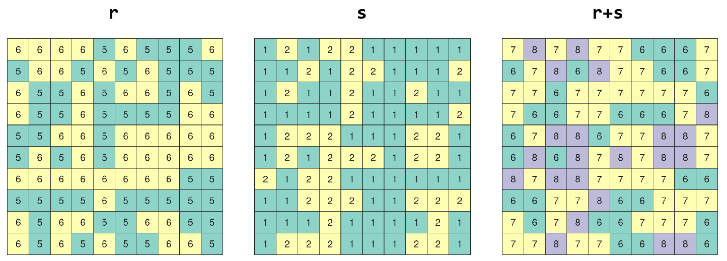 r s r+s
6 6 6 6 5 6 5 5 5 6 1 2 1 2 2 1 1 1 1 1 7 8 7 8 7 7 6 6 6 7
5 6 6 5 6 5 6 5 5 5 1 1 2 1 2 2 1 1 1 2 6 7 8 6 8 7 7 6 6 7
6 5 5 6 5 6 6 5 6 5 1 2 1 1 2 1 1 2 1 1 7 7 6 7 7 7 7 7 7 6
6 5 5 6 5 5 5 5 6 6 1 1 1 1 2 1 1 1 1 2 7 6 6 7 7 6 6 6 7 8
5 5 6 6 5 6 6 6 6 6 1 2 2 2 1 1 1 2 2 1 6 7 8 8 6 7 7 8 8 7
5 6 5 6 5 6 6 6 6 6 1 2 1 2 2 2 1 2 2 1 6 8 6 8 7 8 7 8 8 7
6 6 6 6 6 6 6 6 5 5 2 1 2 2 1 1 1 1 1 1 8 7 8 8 7 7 7 7 6 6
5 5 5 5 6 5 5 5 5 5 1 1 2 2 2 1 1 2 2 2 6 6 7 7 8 6 6 7 7 7
6 5 6 6 5 5 6 6 5 5 1 1 1 2 1 1 1 1 2 1 7 6 7 8 6 6 7 7 7 6
6 5 6 5 6 5 5 6 6 5 1 2 2 2 1 1 1 2 2 1 7 7 8 7 7 6 6 8 8 6